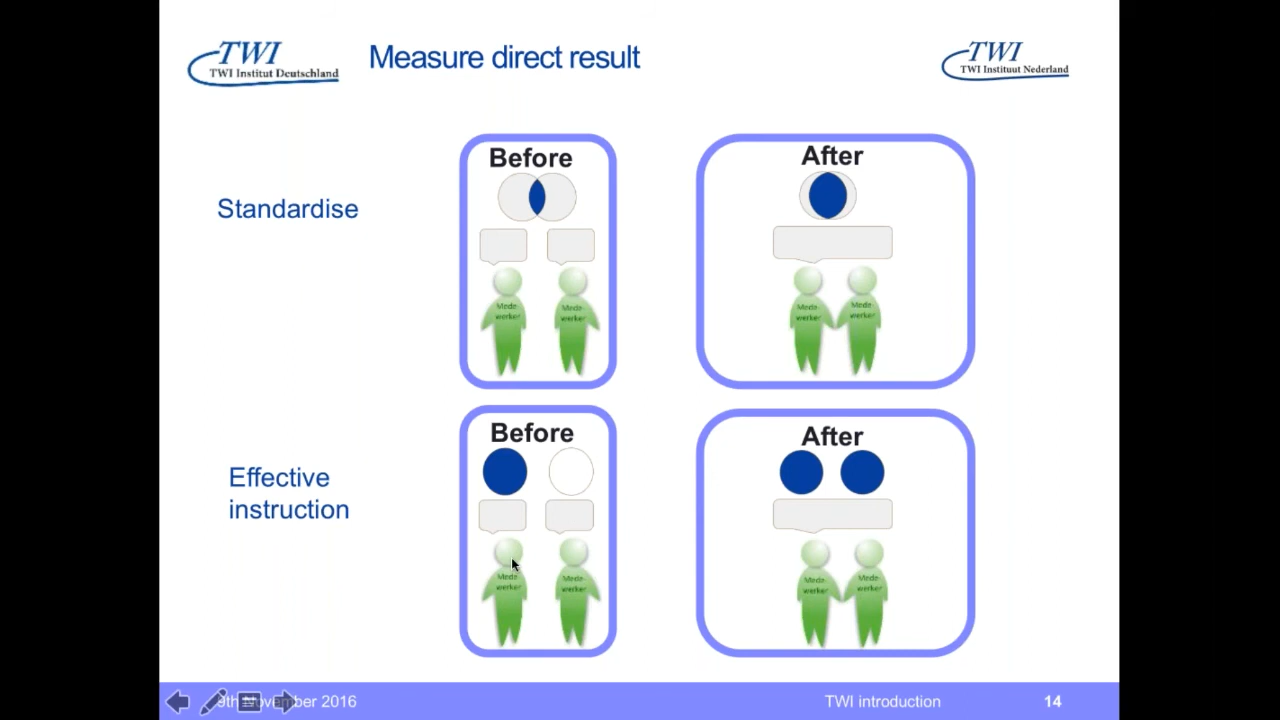 TWI
TWI Institut Deutschland
Measure direct result
TWI
TWI Instituut Nederland
Standardise
Before
Mede-
werker
Mede-
werker
After
Mede-
werker
Mede-
werker
Effective
instruction
Before
Mede-
werker
Mede-
werker
After
Mede-
werker
Mede-
werker
9th November 2016
TWI introduction
14